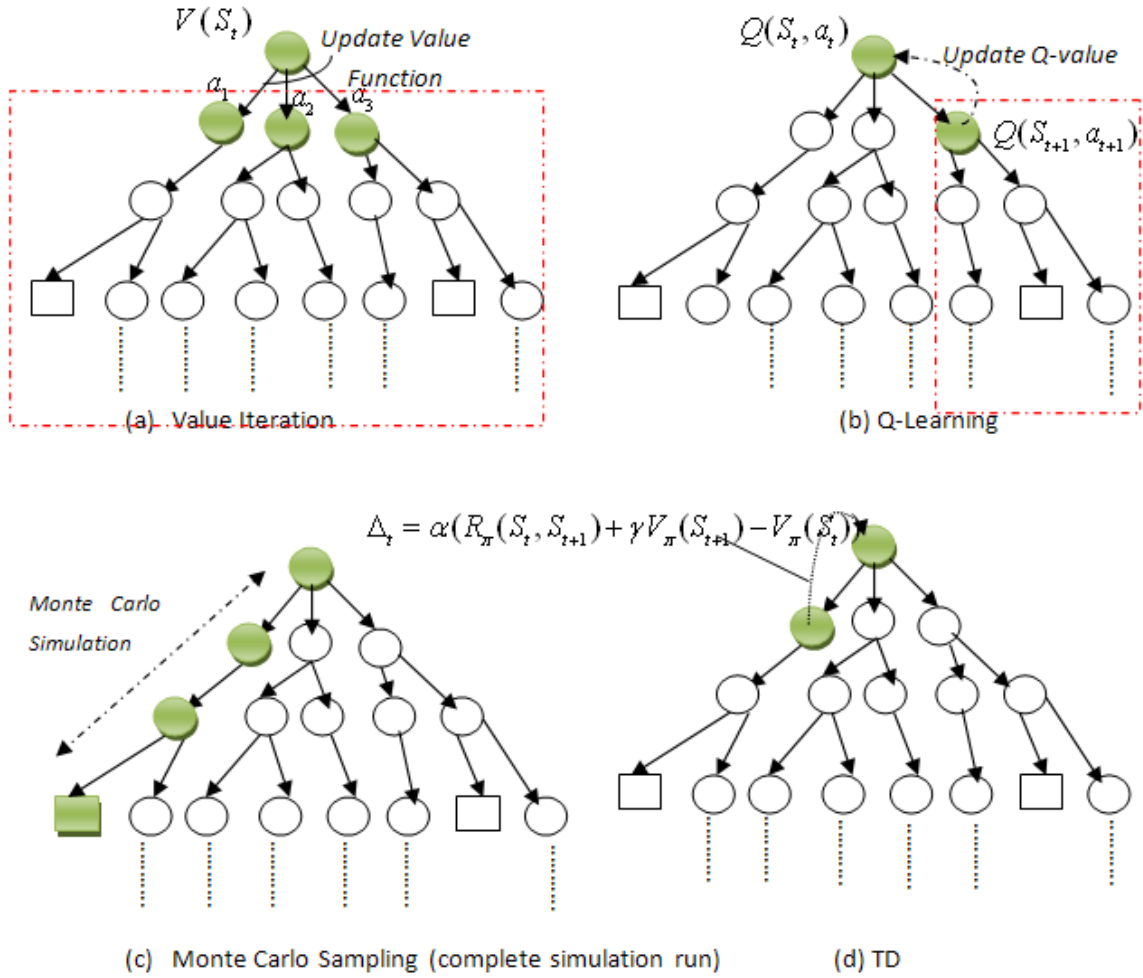 V(S_t)
Update Value
Function
a_1
a_2
a_3
(a) Value Iteration
Q(S_t, a_t)
Update Q-value
Q(S_{t+1}, a_{t+1})
(b) Q-Learning
Monte Carlo
Simulation
(c) Monte Carlo Sampling (complete simulation run)
Δ_t = α(R_π(S_t, S_{t+1}) + γV_π(S_{t+1}) − V_π(S_t))
(d) TD